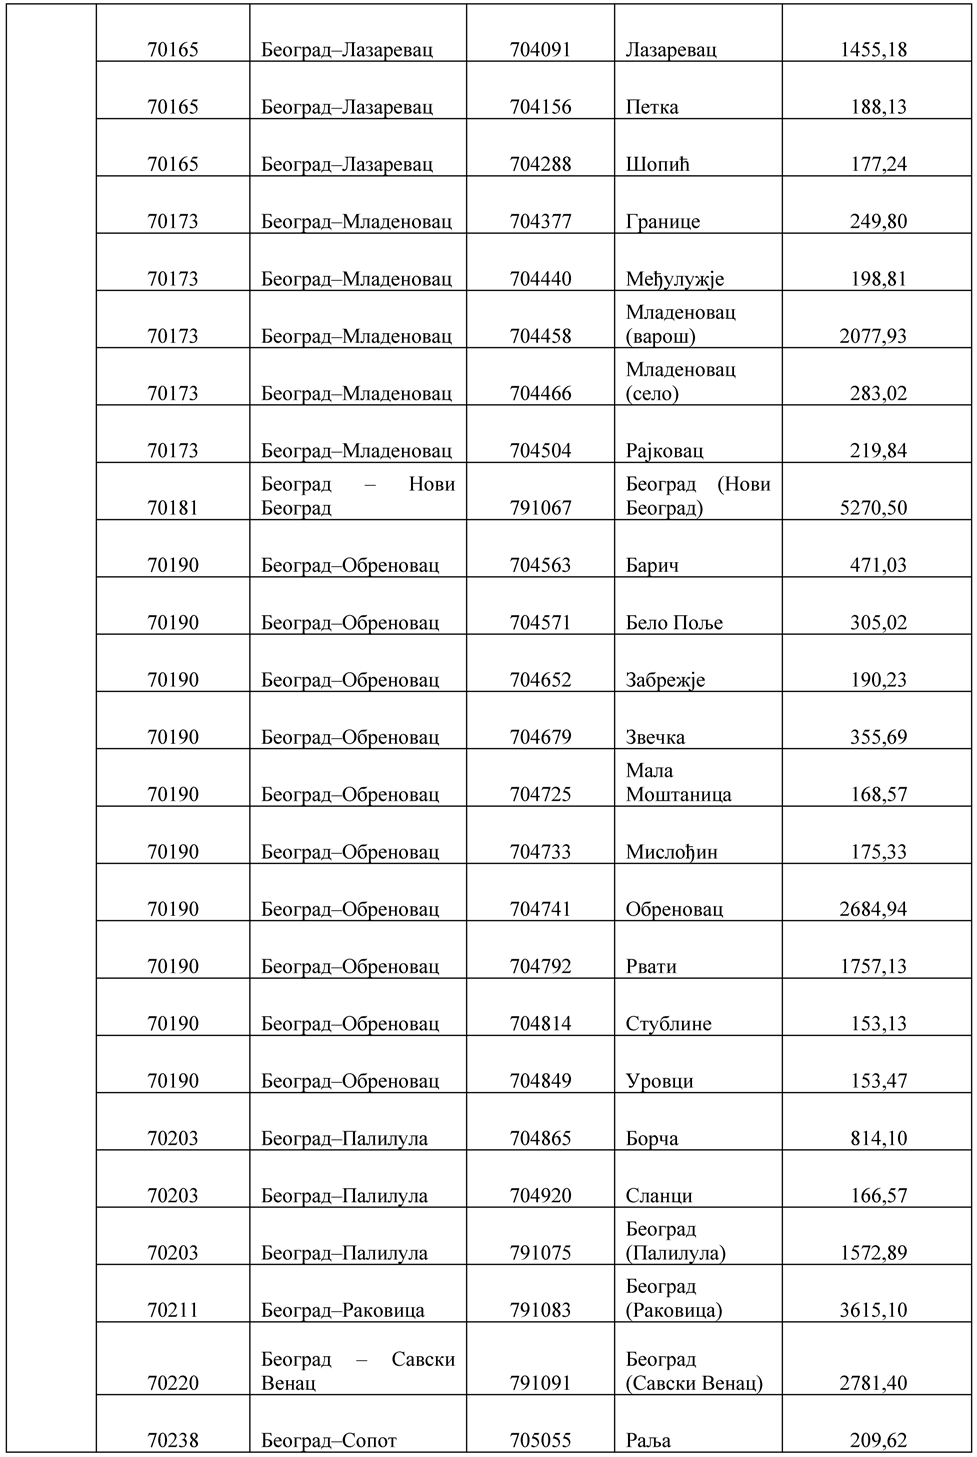 70165 Београд–Лазаревац 704091 Лазаревац 1455,18
70165 Београд–Лазаревац 704156 Петка 188,13
70165 Београд–Лазаревац 704288 Шопић 177,24
70173 Београд–Младеновац 704377 Границе 249,80
70173 Београд–Младеновац 704440 Међулужје 198,81
Младеновац
70173 Београд–Младеновац 704458 (варош) 2077,93
Младеновац
70173 Београд–Младеновац 704466 (село) 283,02
70173 Београд–Младеновац 704504 Рајковац 219,84
Београд – Нови Београд (Нови
70181 Београд 791067 Београд) 5270,50
70190 Београд–Обреновац 704563 Барич 471,03
70190 Београд–Обреновац 704571 Бело Поље 305,02
70190 Београд–Обреновац 704652 Забрежје 190,23
70190 Београд–Обреновац 704679 Звечка 355,69
Мала
70190 Београд–Обреновац 704725 Моштаница 168,57
70190 Београд–Обреновац 704733 Мислођин 175,33
70190 Београд–Обреновац 704741 Обреновац 2684,94
70190 Београд–Обреновац 704792 Рвати 1757,13
70190 Београд–Обреновац 704814 Стублине 153,13
70190 Београд–Обреновац 704849 Уровци 153,47
70203 Београд–Палилула 704865 Борча 814,10
70203 Београд–Палилула 704920 Сланци 166,57
Београд
70203 Београд–Палилула 791075 (Палилула) 1572,89
Београд
70211 Београд–Раковица 791083 (Раковица) 3615,10
Београд – Савски Београд
70220 Венац 791091 (Савски Венац) 2781,40
70238 Београд–Сопот 705055 Раља 209,62